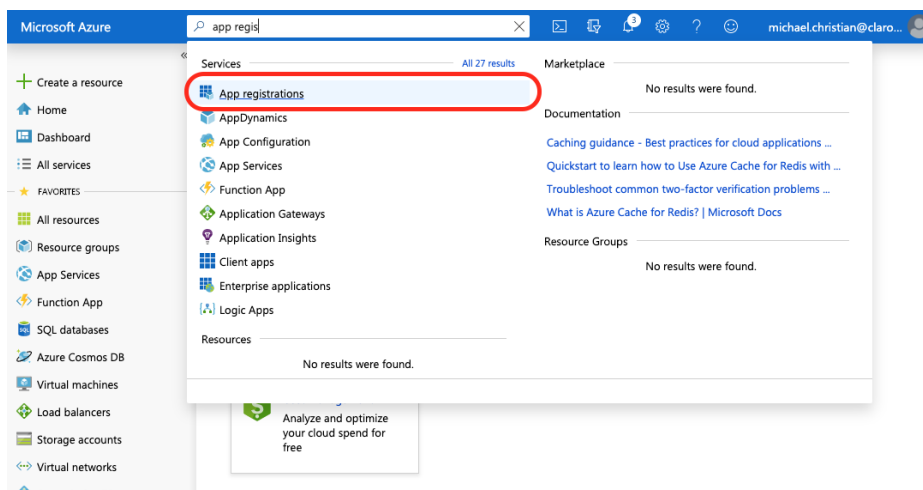 Microsoft Azure
app regis
3
michael.christian@claro...
«
Create a resource
Home
Dashboard
All services
FAVORITES
All resources
Resource groups
App Services
Function App
SQL databases
Azure Cosmos DB
Virtual machines
Load balancers
Storage accounts
Virtual networks
Services
All 27 results
App registrations
AppDynamics
App Configuration
App Services
Function App
Application Gateways
Application Insights
Client apps
Enterprise applications
Logic Apps
Resources
No results were found.
Marketplace
No results were found.
Documentation
Caching guidance - Best practices for cloud applications ...
Quickstart to learn how to Use Azure Cache for Redis with ...
Troubleshoot common two-factor verification problems ...
What is Azure Cache for Redis? | Microsoft Docs
Resource Groups
No results were found.
Analyze and optimize
your cloud spend for
free